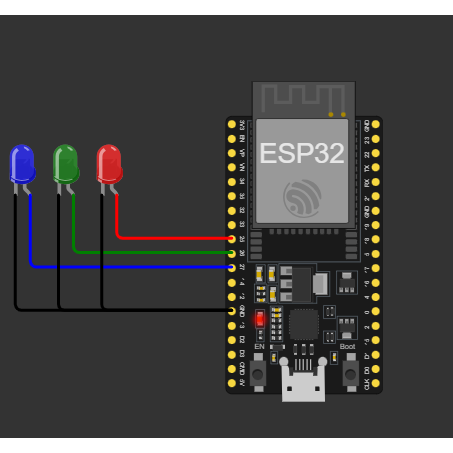 ESP32
3V3
EN
VP
VN
34
35
32
33
25
26
27
14
12
GND
13
D2
D3
CMD
5V
GND
23
22
TX
RX
21
GND
19
18
5
17
16
4
0
2
15
D1
D0
CLK
EN
Boot